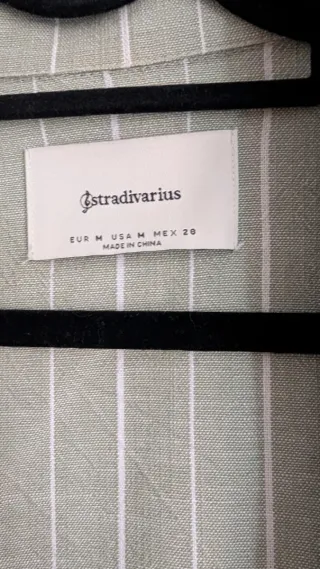 stradivarius
EUR M USA M MEX 28
MADE IN CHINA